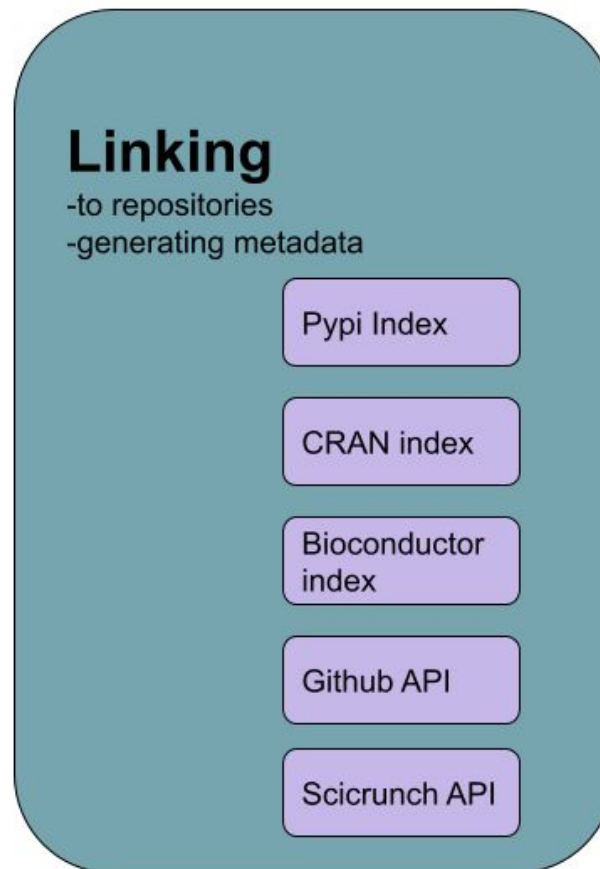 Linking
-to repositories
-generating metadata
Pypi Index
CRAN index
Bioconductor
index
Github API
Scicrunch API